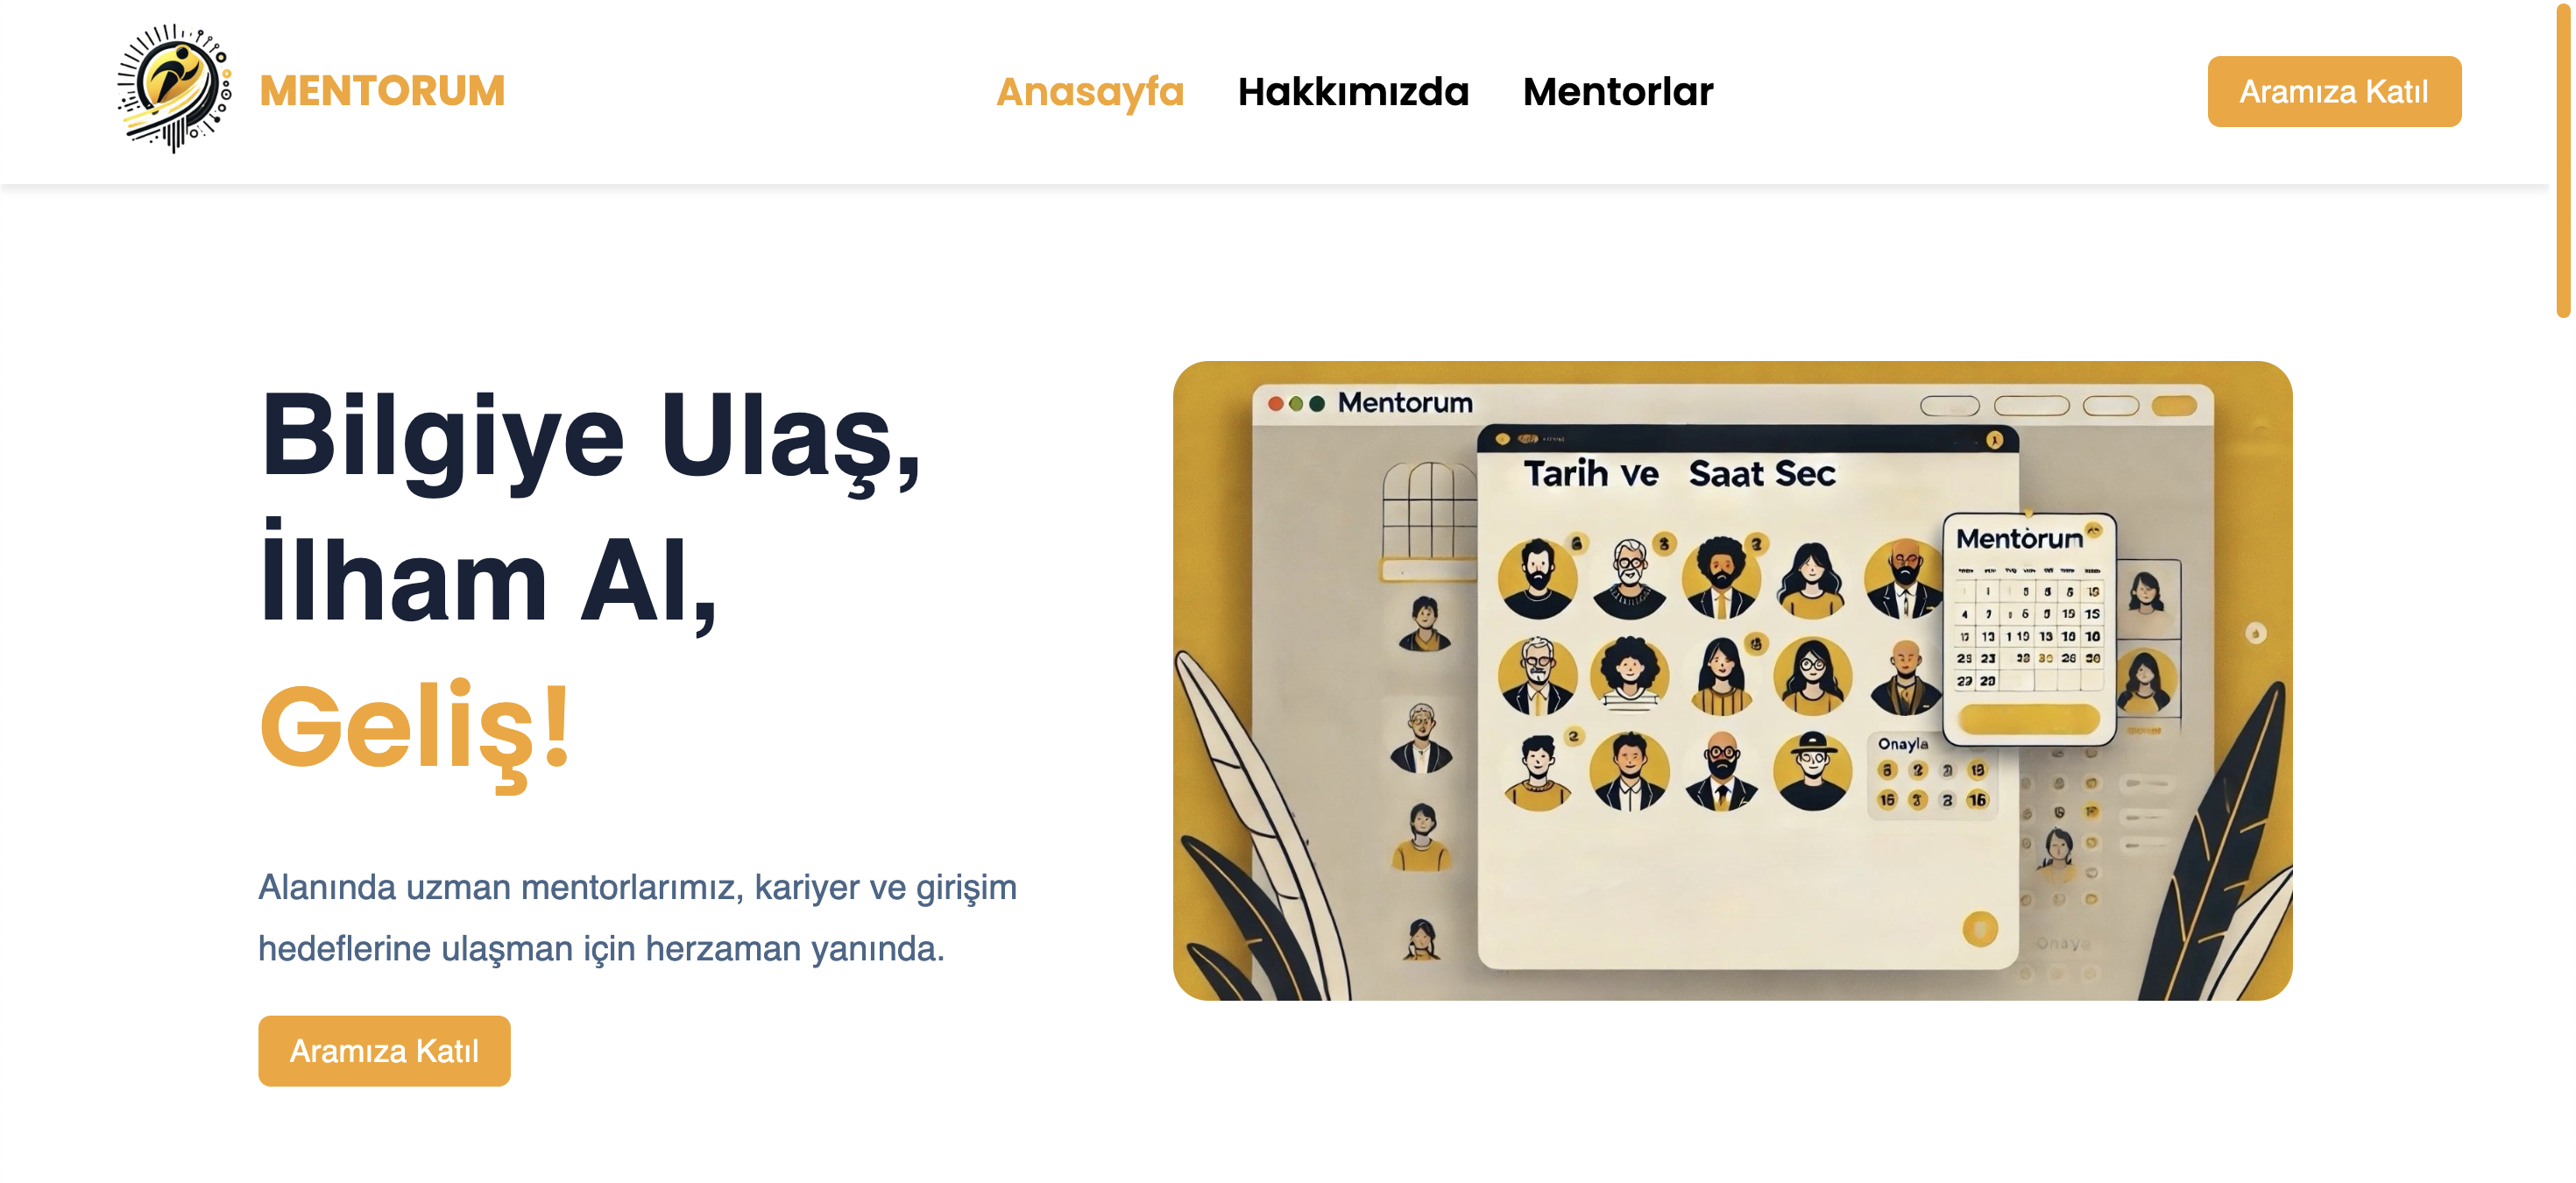 MENTORUM
Anasayfa Hakkımızda Mentorlar
Aramıza Katıl
Bilgiye Ulaş,
İlham Al,
Geliş!
Alanında uzman mentorlarımız, kariyer ve girişim
hedeflerine ulaşman için herzaman yanında.
Aramıza Katıl
Mentorum
Tarih ve Saat Sec
Mentòrum
Onayla